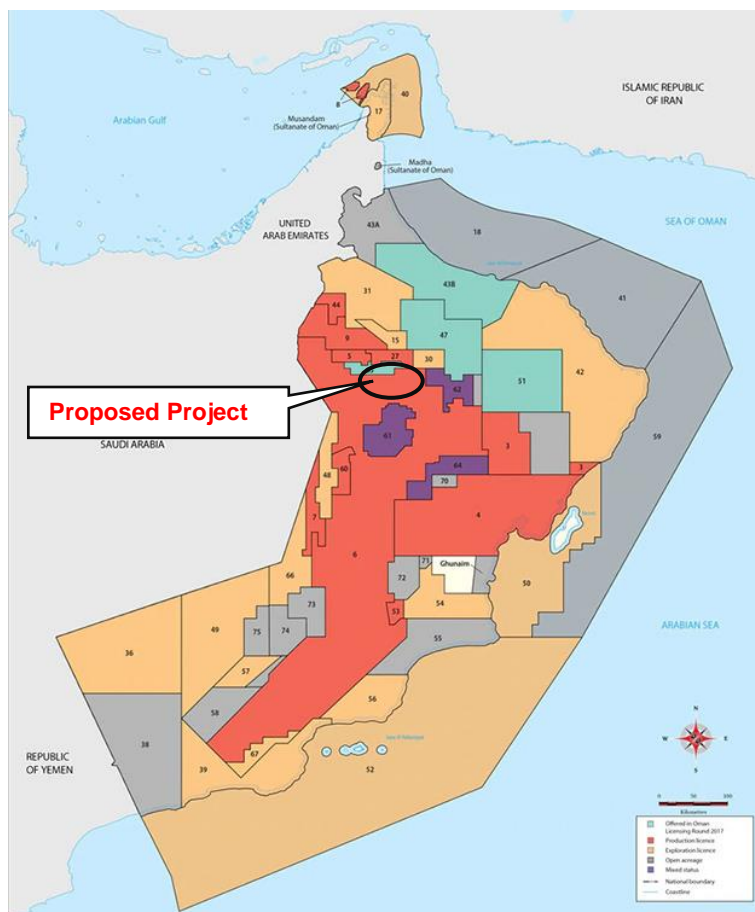 ISLAMIC REPUBLIC
OF IRAN
40
8
17
Arabian Gulf
Musandam
(Sultanate of Oman)
Madha
(Sultanate of Oman)
UNITED
ARAB EMIRATES
43A
18
SEA OF OMAN
31
43B
41
44
9
15
47
5
27
30
62
51
42
Proposed Project
SAUDI ARABIA
61
3
59
48
60
64
70
3
7
4
6
66
71
Ghunaim
72
50
73
54
53
49
75
74
55
36
ARABIAN SEA
57
58
56
38
67
39
52
REPUBLIC
OF YEMEN
N
W
E
S
0
50
100
Kilometres
Offered in Oman
Licensing Round 2017
Production licence
Exploration licence
Open acreage
Mixed status
National boundary
Coastline